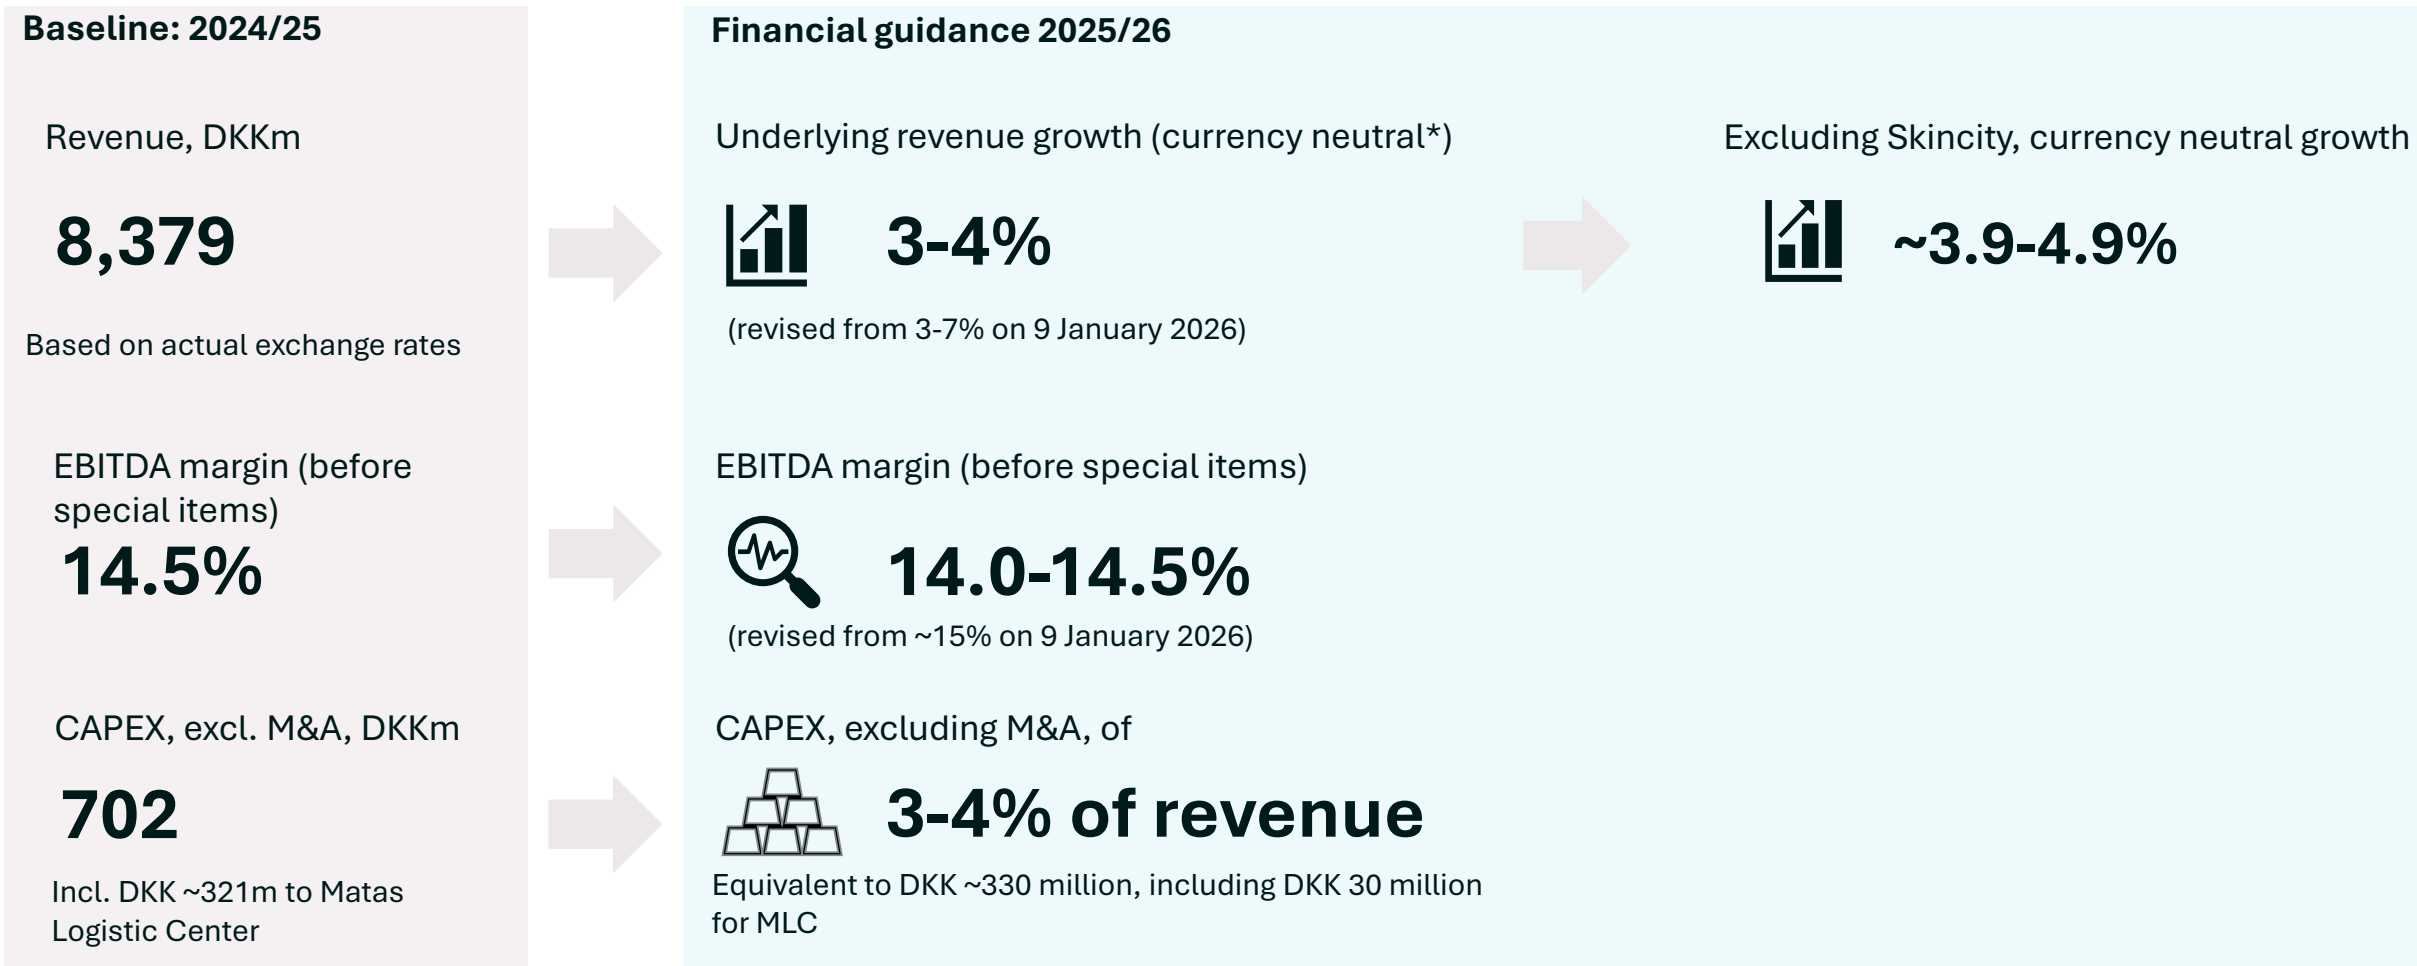 Baseline: 2024/25
Revenue, DKKm
8,379
Based on actual exchange rates
EBITDA margin (before
special items)
14.5%
CAPEX, excl. M&A, DKKm
702
Incl. DKK ~321m to Matas
Logistic Center
Financial guidance 2025/26
Underlying revenue growth (currency neutral*)
3-4%
(revised from 3-7% on 9 January 2026)
Excluding Skincity, currency neutral growth
~3.9-4.9%
EBITDA margin (before special items)
14.0-14.5%
(revised from ~15% on 9 January 2026)
CAPEX, excluding M&A, of
3-4% of revenue
Equivalent to DKK ~330 million, including DKK 30 million
for MLC